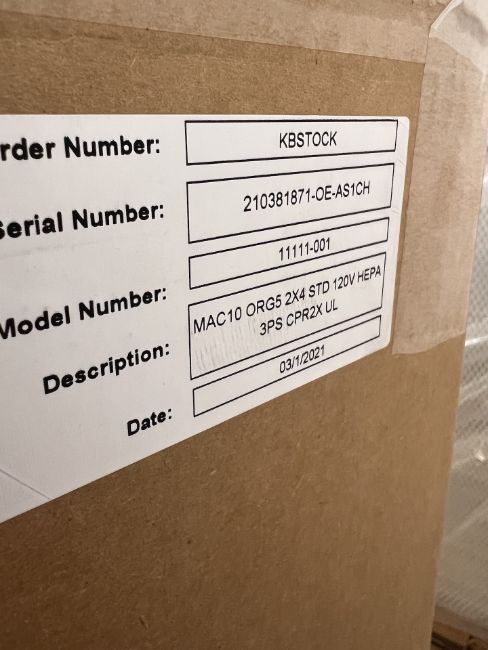 rder Number: KBSTOCK
Serial Number: 210381871-OE-AS1CH
Model Number: 11111-001
Description: MAC10 ORG5 2X4 STD 120V HEPA
3PS CPR2X UL
Date: 03/1/2021